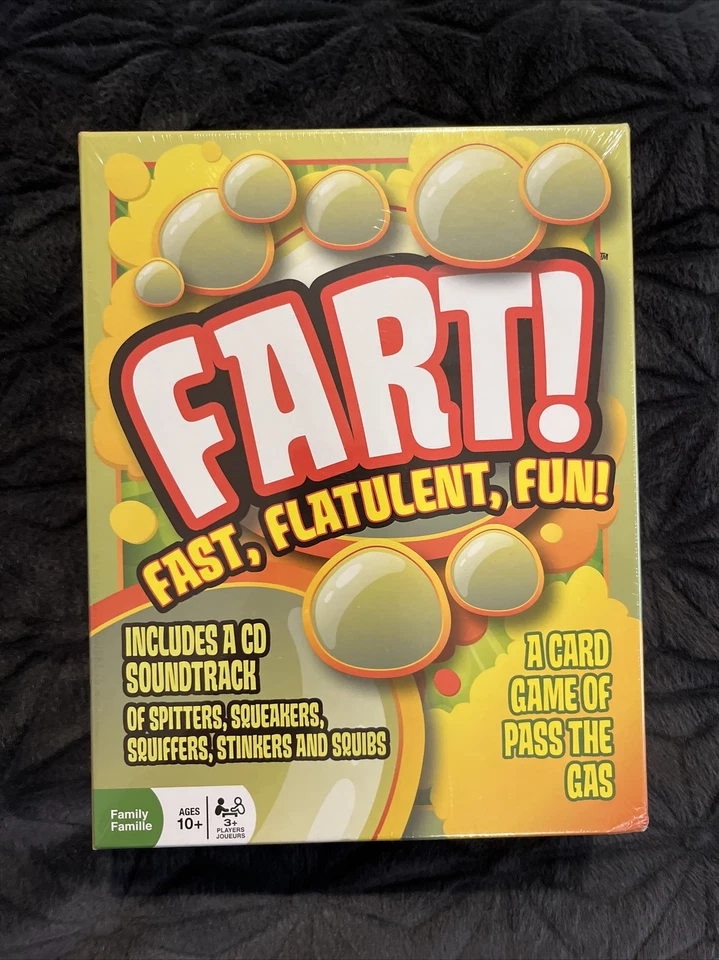 ™
FART!
FAST, FLATULENT, FUN!
INCLUDES A CD
SOUNDTRACK
OF SPITTERS, SQUEAKERS,
SQUIFFERS, STINKERS AND SQUIBS
A CARD
GAME OF
PASS THE
GAS
Family
Famille
AGES
10+
3+
PLAYERS
JOUEURS